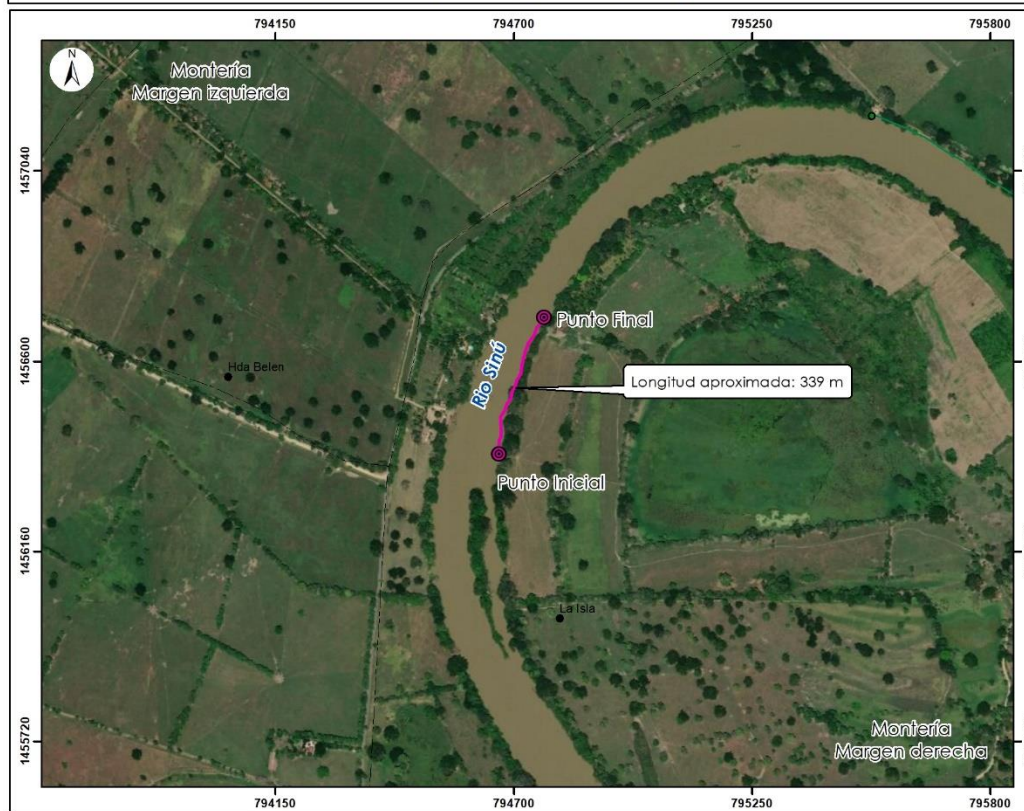 794150
794700
795250
795800
N
Montería
Margen izquierda
1457040
Punto Final
1456600
Río Sinú
Hda Belen
Longitud aproximada: 339 m
Punto Inicial
1456160
La Isla
1455720
Montería
Margen derecha
794150
794700
795250
795800